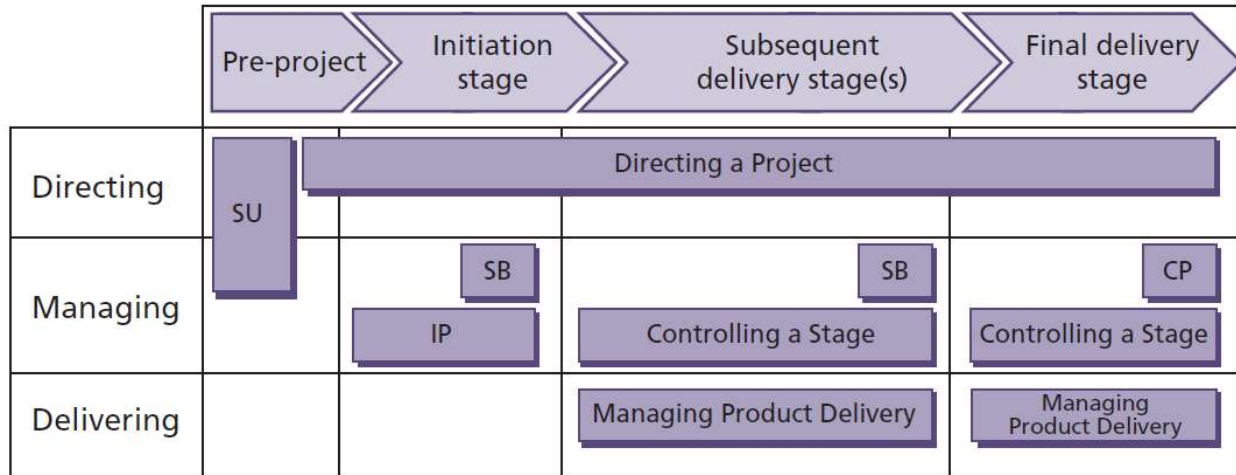 Pre-project
Initiation
stage
Subsequent
delivery stage(s)
Final delivery
stage
Directing
SU
Directing a Project
Managing
SB
SB
CP
IP
Controlling a Stage
Controlling a Stage
Delivering
Managing Product Delivery
Managing
Product Delivery